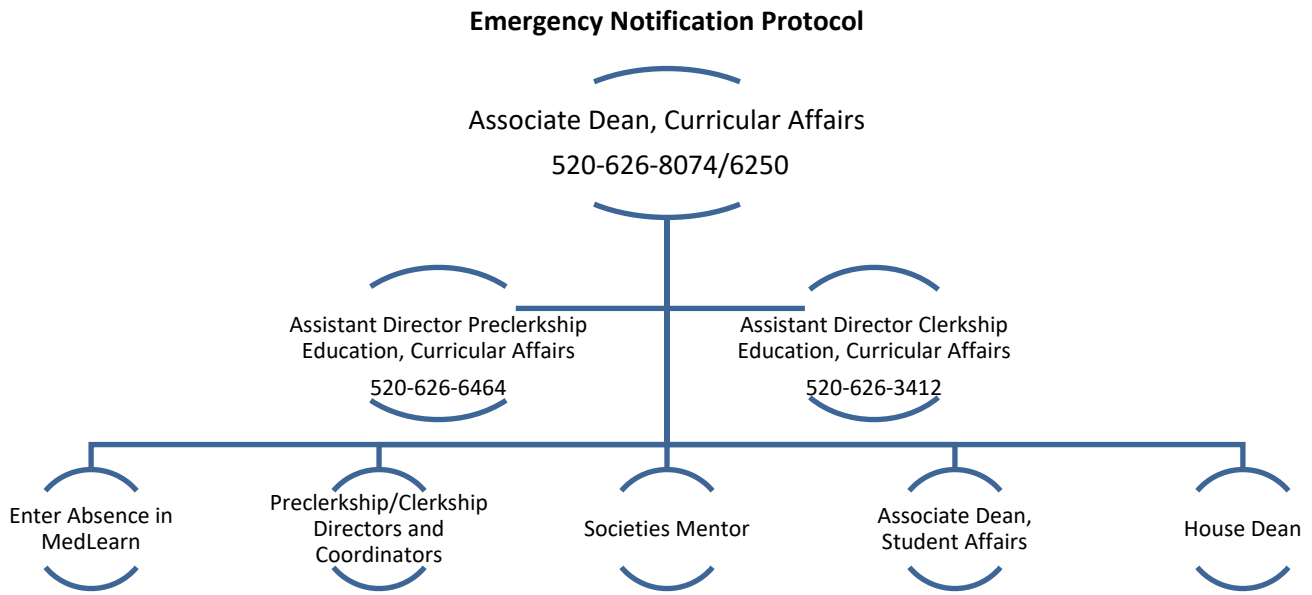 Emergency Notification Protocol
Associate Dean, Curricular Affairs
520-626-8074/6250
Assistant Director Preclerkship
Education, Curricular Affairs
520-626-6464
Assistant Director Clerkship
Education, Curricular Affairs
520-626-3412
Enter Absence in
MedLearn
Preclerkship/Clerkship
Directors and
Coordinators
Societies Mentor
Associate Dean,
Student Affairs
House Dean